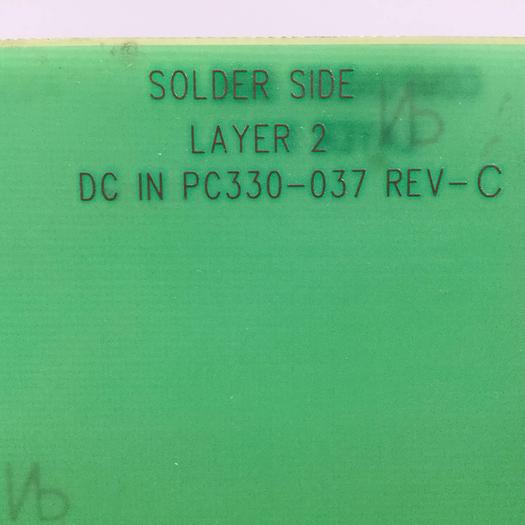 SOLDER SIDE
LAYER 2
DC IN PC330-037 REV-C